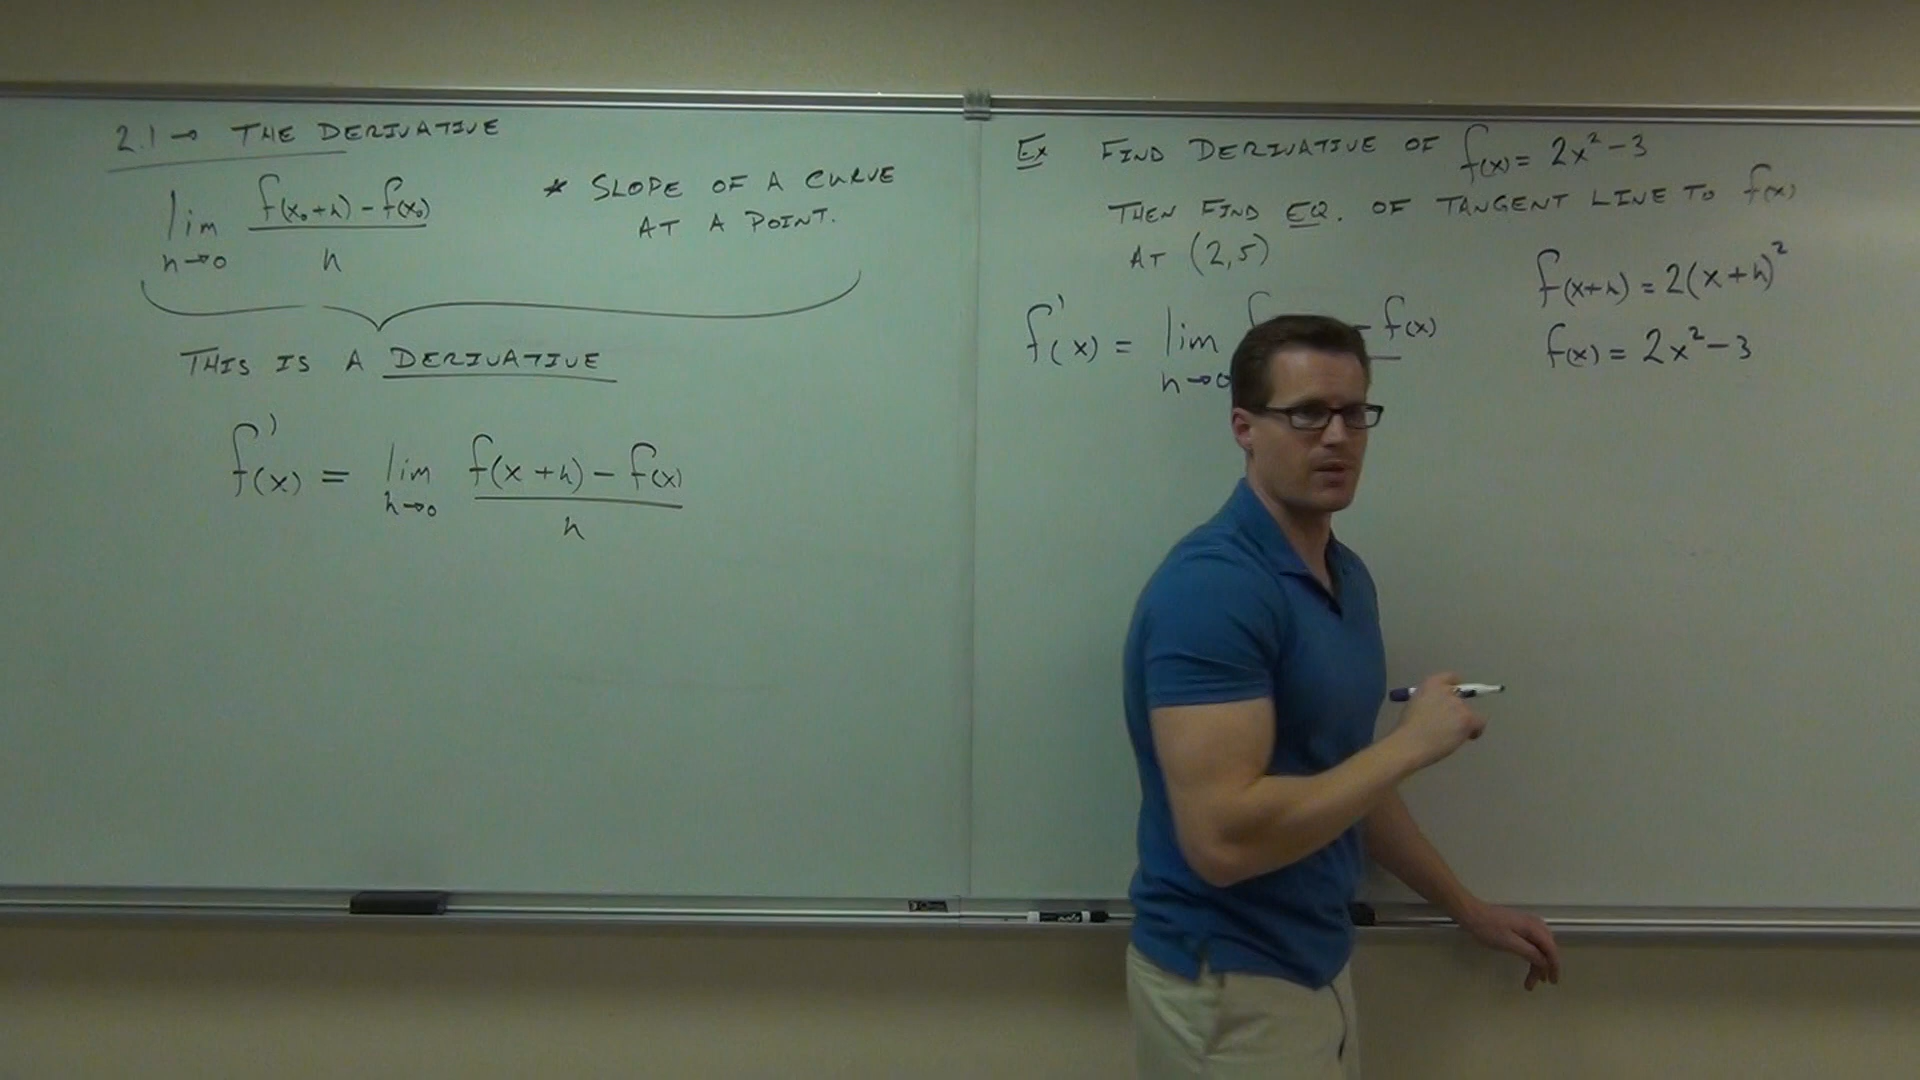 2.1 → THE DERIVATIVE
lim f(x₀+h) - f(x₀)
h→0 h
* SLOPE OF A CURVE
AT A POINT.
THIS IS A DERIVATIVE
f'(x) = lim f(x+h) - f(x)
h→0 h
Ex FIND DERIVATIVE OF f(x) = 2x² - 3
THEN FIND EQ. OF TANGENT LINE TO f(x)
AT (2,5)
f'(x) = lim f - f(x)
h→0
f(x+h) = 2(x+h)²
f(x) = 2x² - 3